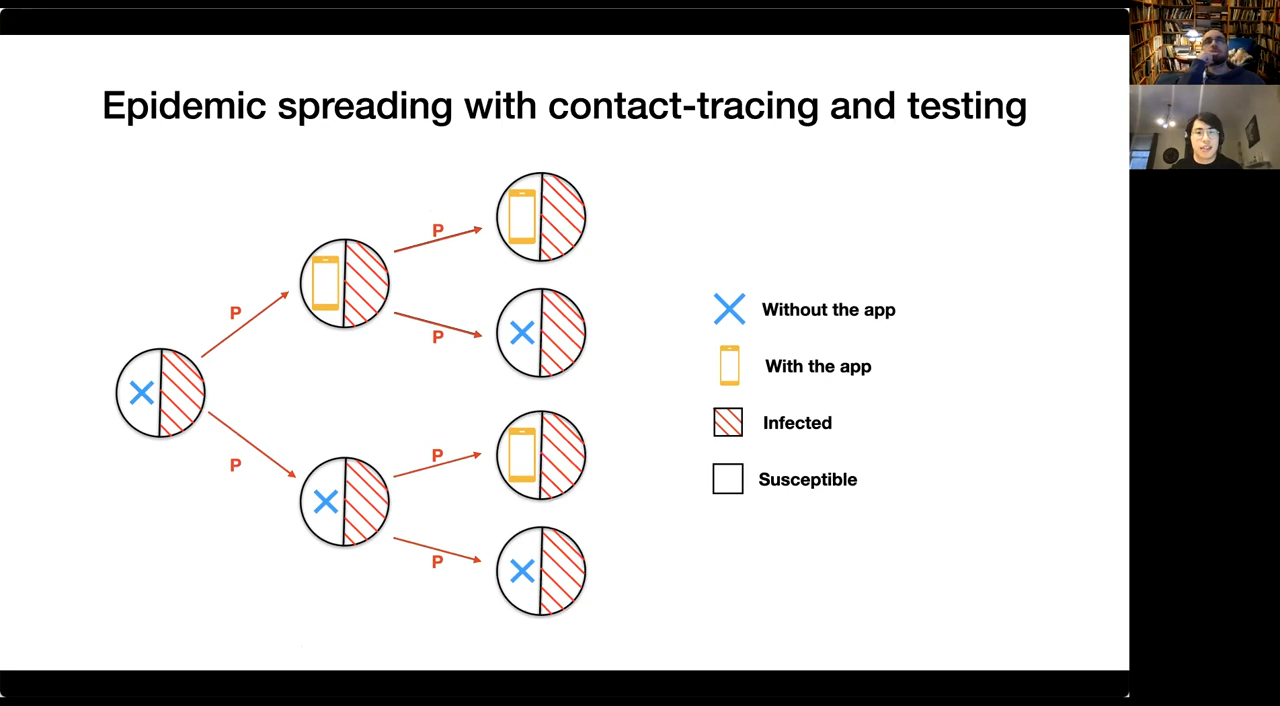 Epidemic spreading with contact-tracing and testing
P
P
P
P
P
P
Without the app
With the app
Infected
Susceptible